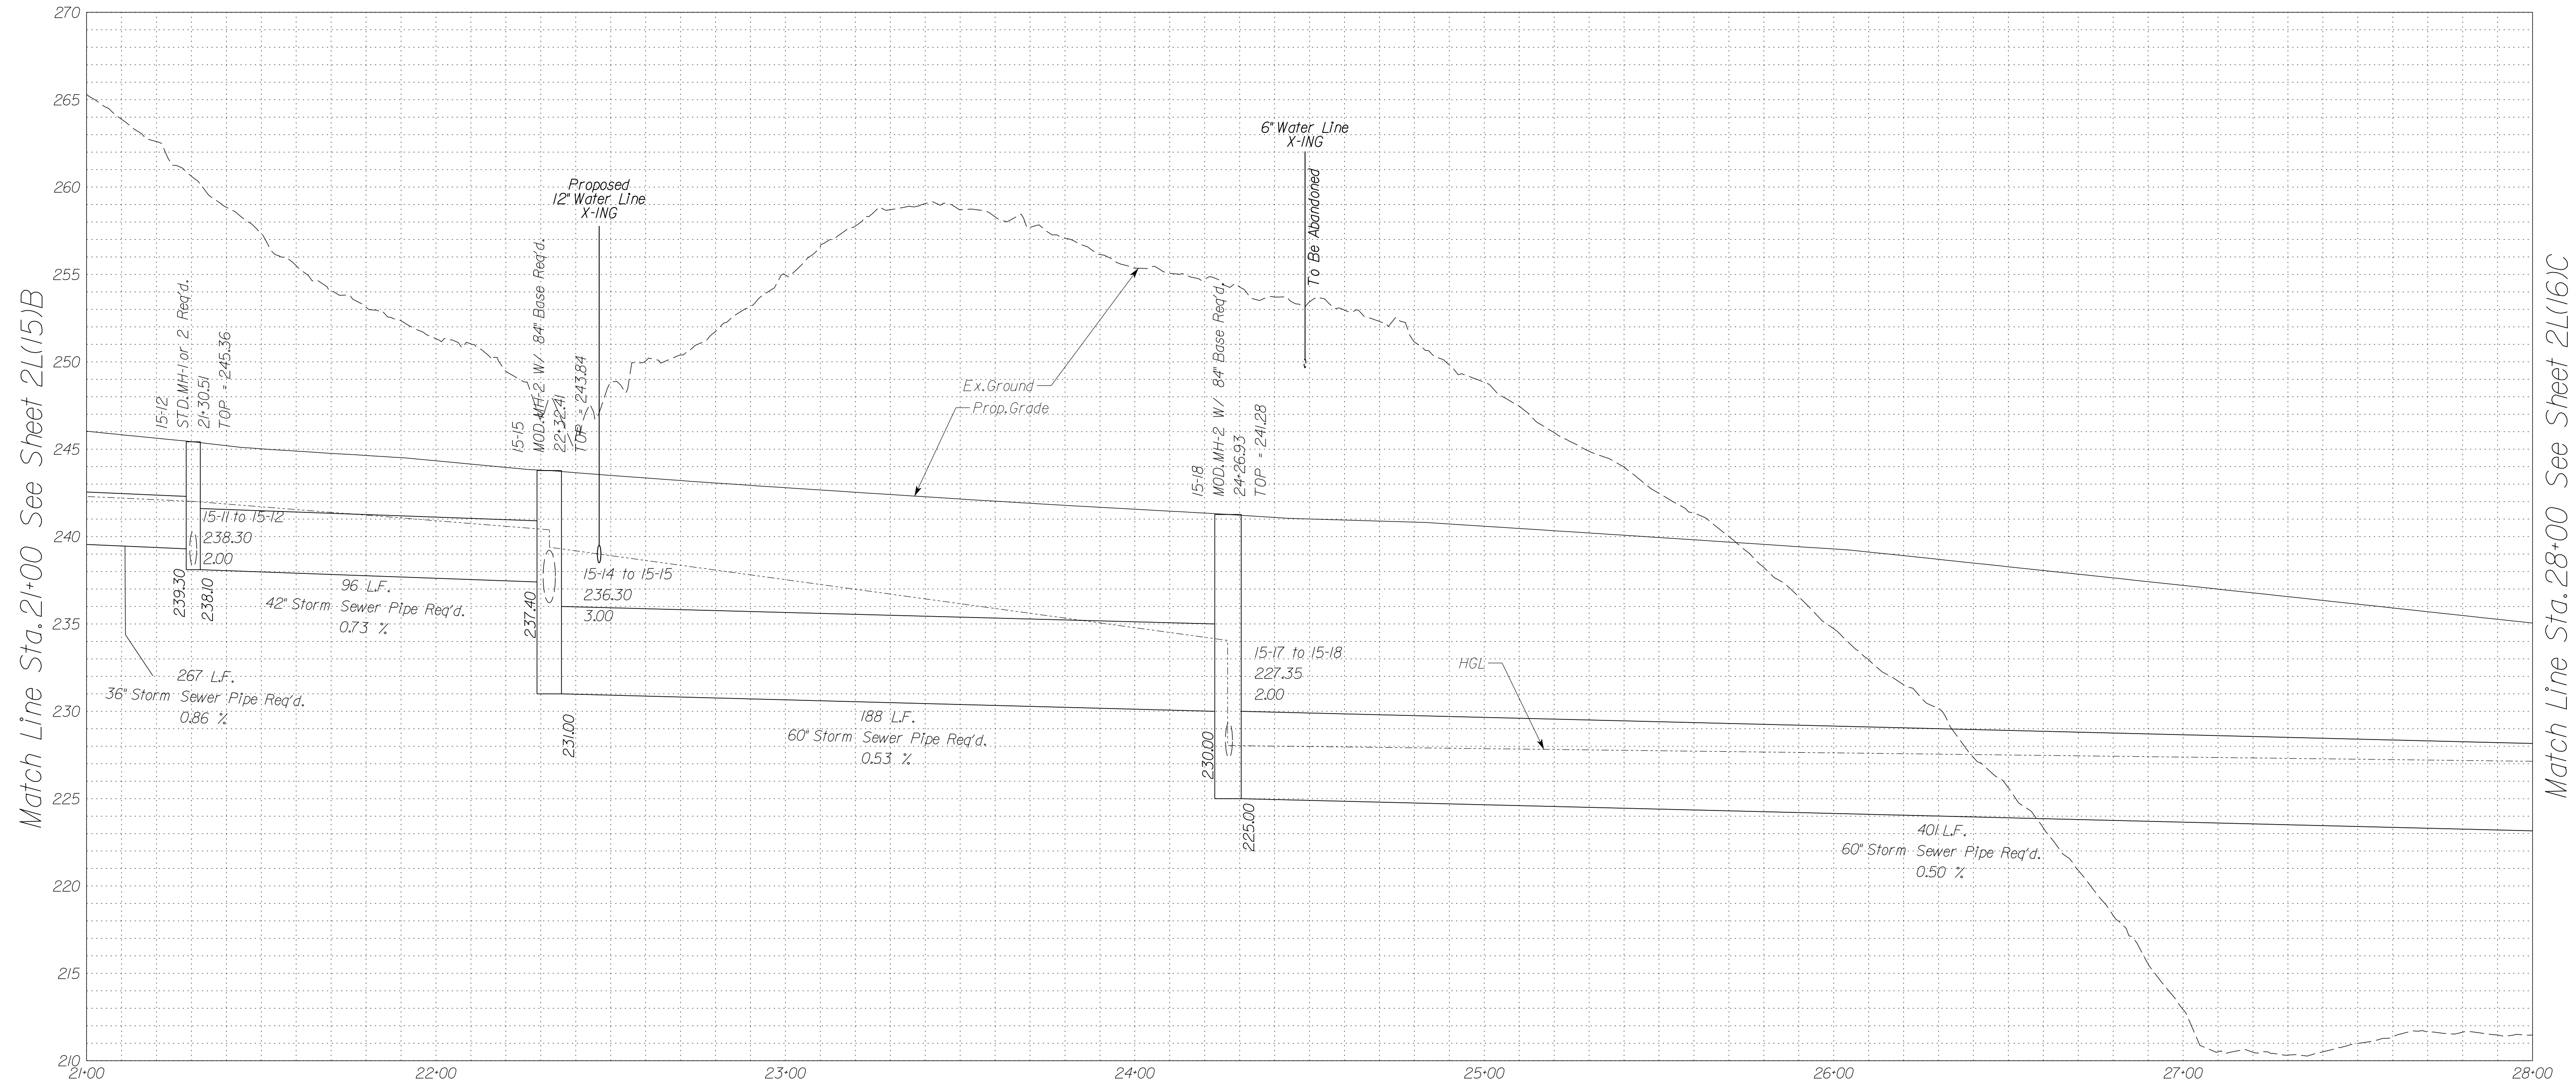 270
265
260
255
250
245
240
235
230
225
220
215
210
21+00
22+00
23+00
24+00
25+00
26+00
27+00
28+00
Match Line Sta. 21+00 See Sheet 2L(15)B
Match Line Sta. 28+00 See Sheet 2L(16)C
15-12
STD. MH-1 or 2 Req'd.
21+30.51
TOP = 245.36
15-11 to 15-12
238.30
2.00
239.30
238.10
96 L.F.
42" Storm Sewer Pipe Req'd.
0.73 %
267 L.F.
36" Storm Sewer Pipe Req'd.
0.86 %
Proposed
12" Water Line
X-ING
15-15
MOD. MH-2 W/ 84" Base Req'd.
22+32.41
TOP = 243.84
15-14 to 15-15
236.30
3.00
237.40
231.00
188 L.F.
60" Storm Sewer Pipe Req'd.
0.53 %
Ex. Ground
Prop. Grade
6" Water Line
X-ING
To Be Abandoned
15-18
MOD. MH-2 W/ 84" Base Req'd.
24+26.93
TOP = 241.28
15-17 to 15-18
227.35
2.00
230.00
225.00
HGL
401 L.F.
60" Storm Sewer Pipe Req'd.
0.50 %